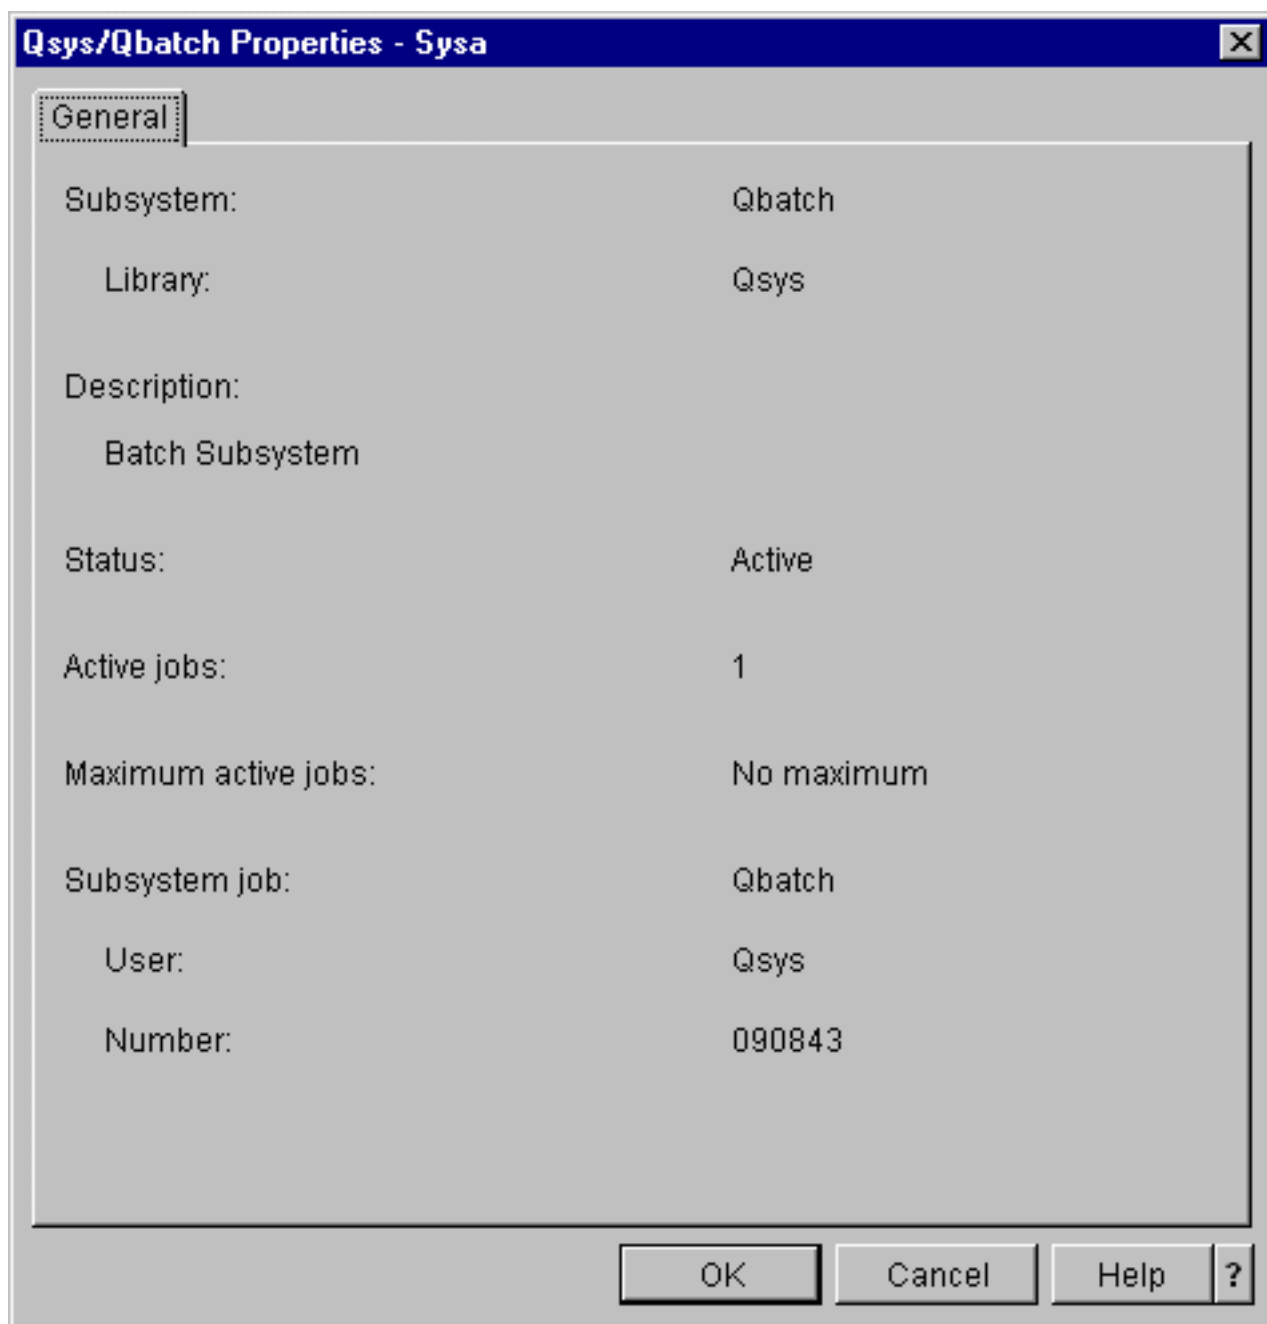 Qsys/Qbatch Properties - Sysa
General
Subsystem: Qbatch
Library: Qsys
Description:
Batch Subsystem
Status: Active
Active jobs: 1
Maximum active jobs: No maximum
Subsystem job: Qbatch
User: Qsys
Number: 090843
OK Cancel Help ?